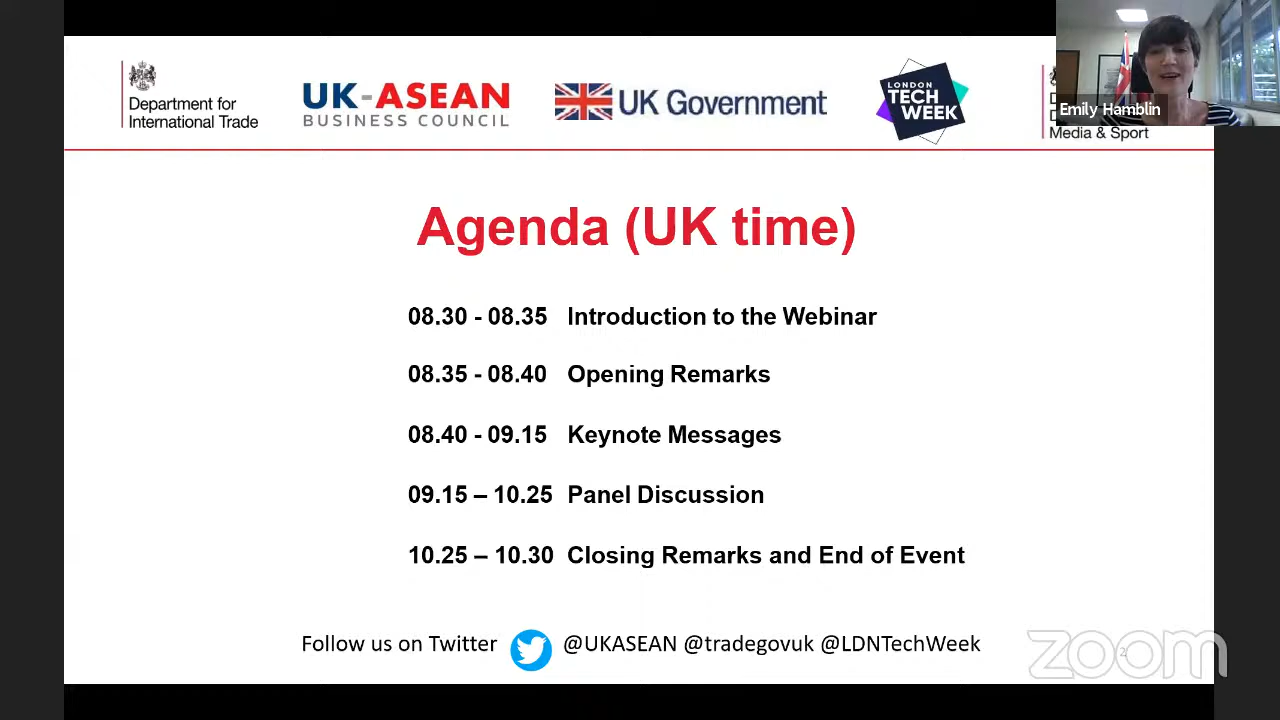 Department for
International Trade
UK-ASEAN
BUSINESS COUNCIL
UK Government
LONDON
TECH
WEEK
Media & Sport
Emily Hamblin
Agenda (UK time)
08.30 - 08.35 Introduction to the Webinar
08.35 - 08.40 Opening Remarks
08.40 - 09.15 Keynote Messages
09.15 – 10.25 Panel Discussion
10.25 – 10.30 Closing Remarks and End of Event
Follow us on Twitter @UKASEAN @tradegovuk @LDNTechWeek
zoom
2